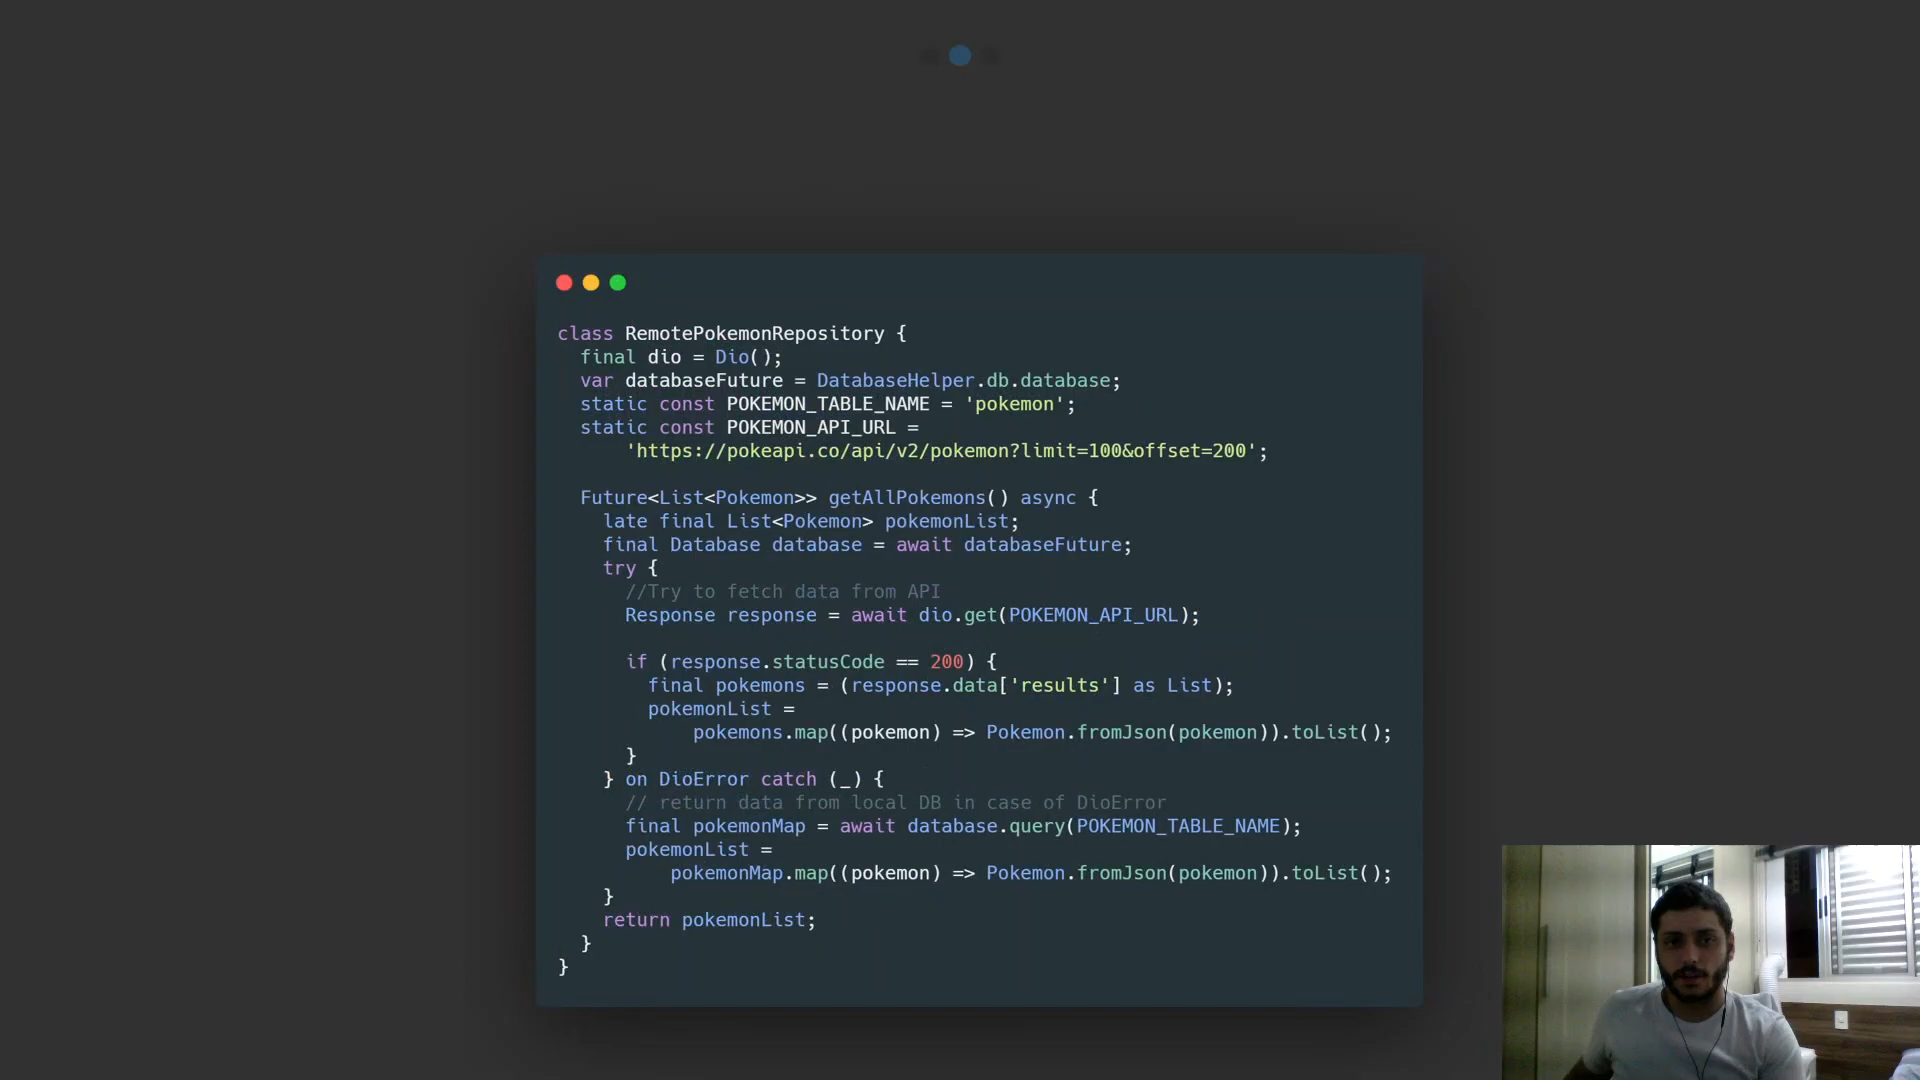 class RemotePokemonRepository {
final dio = Dio();
var databaseFuture = DatabaseHelper.db.database;
static const POKEMON_TABLE_NAME = 'pokemon';
static const POKEMON_API_URL =
'https://pokeapi.co/api/v2/pokemon?limit=100&offset=200';
Future<List<Pokemon>> getAllPokemons() async {
late final List<Pokemon> pokemonList;
final Database database = await databaseFuture;
try {
//Try to fetch data from API
Response response = await dio.get(POKEMON_API_URL);
if (response.statusCode == 200) {
final pokemons = (response.data['results'] as List);
pokemonList =
pokemons.map((pokemon) => Pokemon.fromJson(pokemon)).toList();
}
} on DioError catch (_) {
// return data from local DB in case of DioError
final pokemonMap = await database.query(POKEMON_TABLE_NAME);
pokemonList =
pokemonMap.map((pokemon) => Pokemon.fromJson(pokemon)).toList();
}
return pokemonList;
}
}